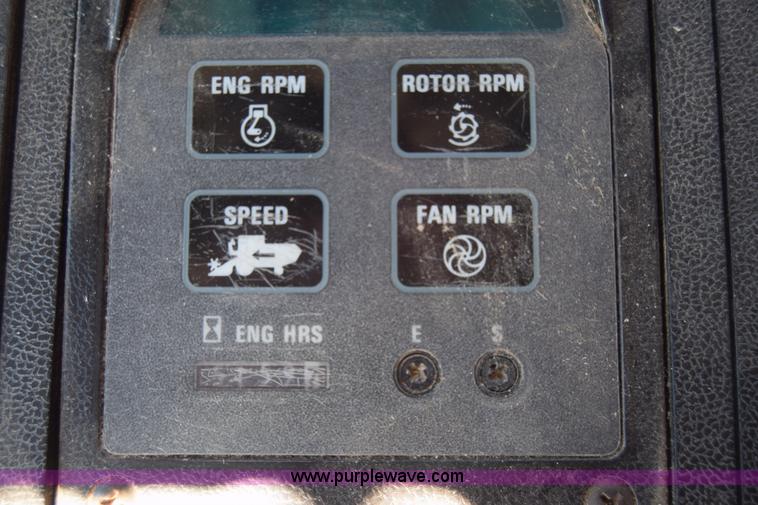 ENG RPM
ROTOR RPM
SPEED
FAN RPM
ENG HRS
E
S
www.purplewave.com